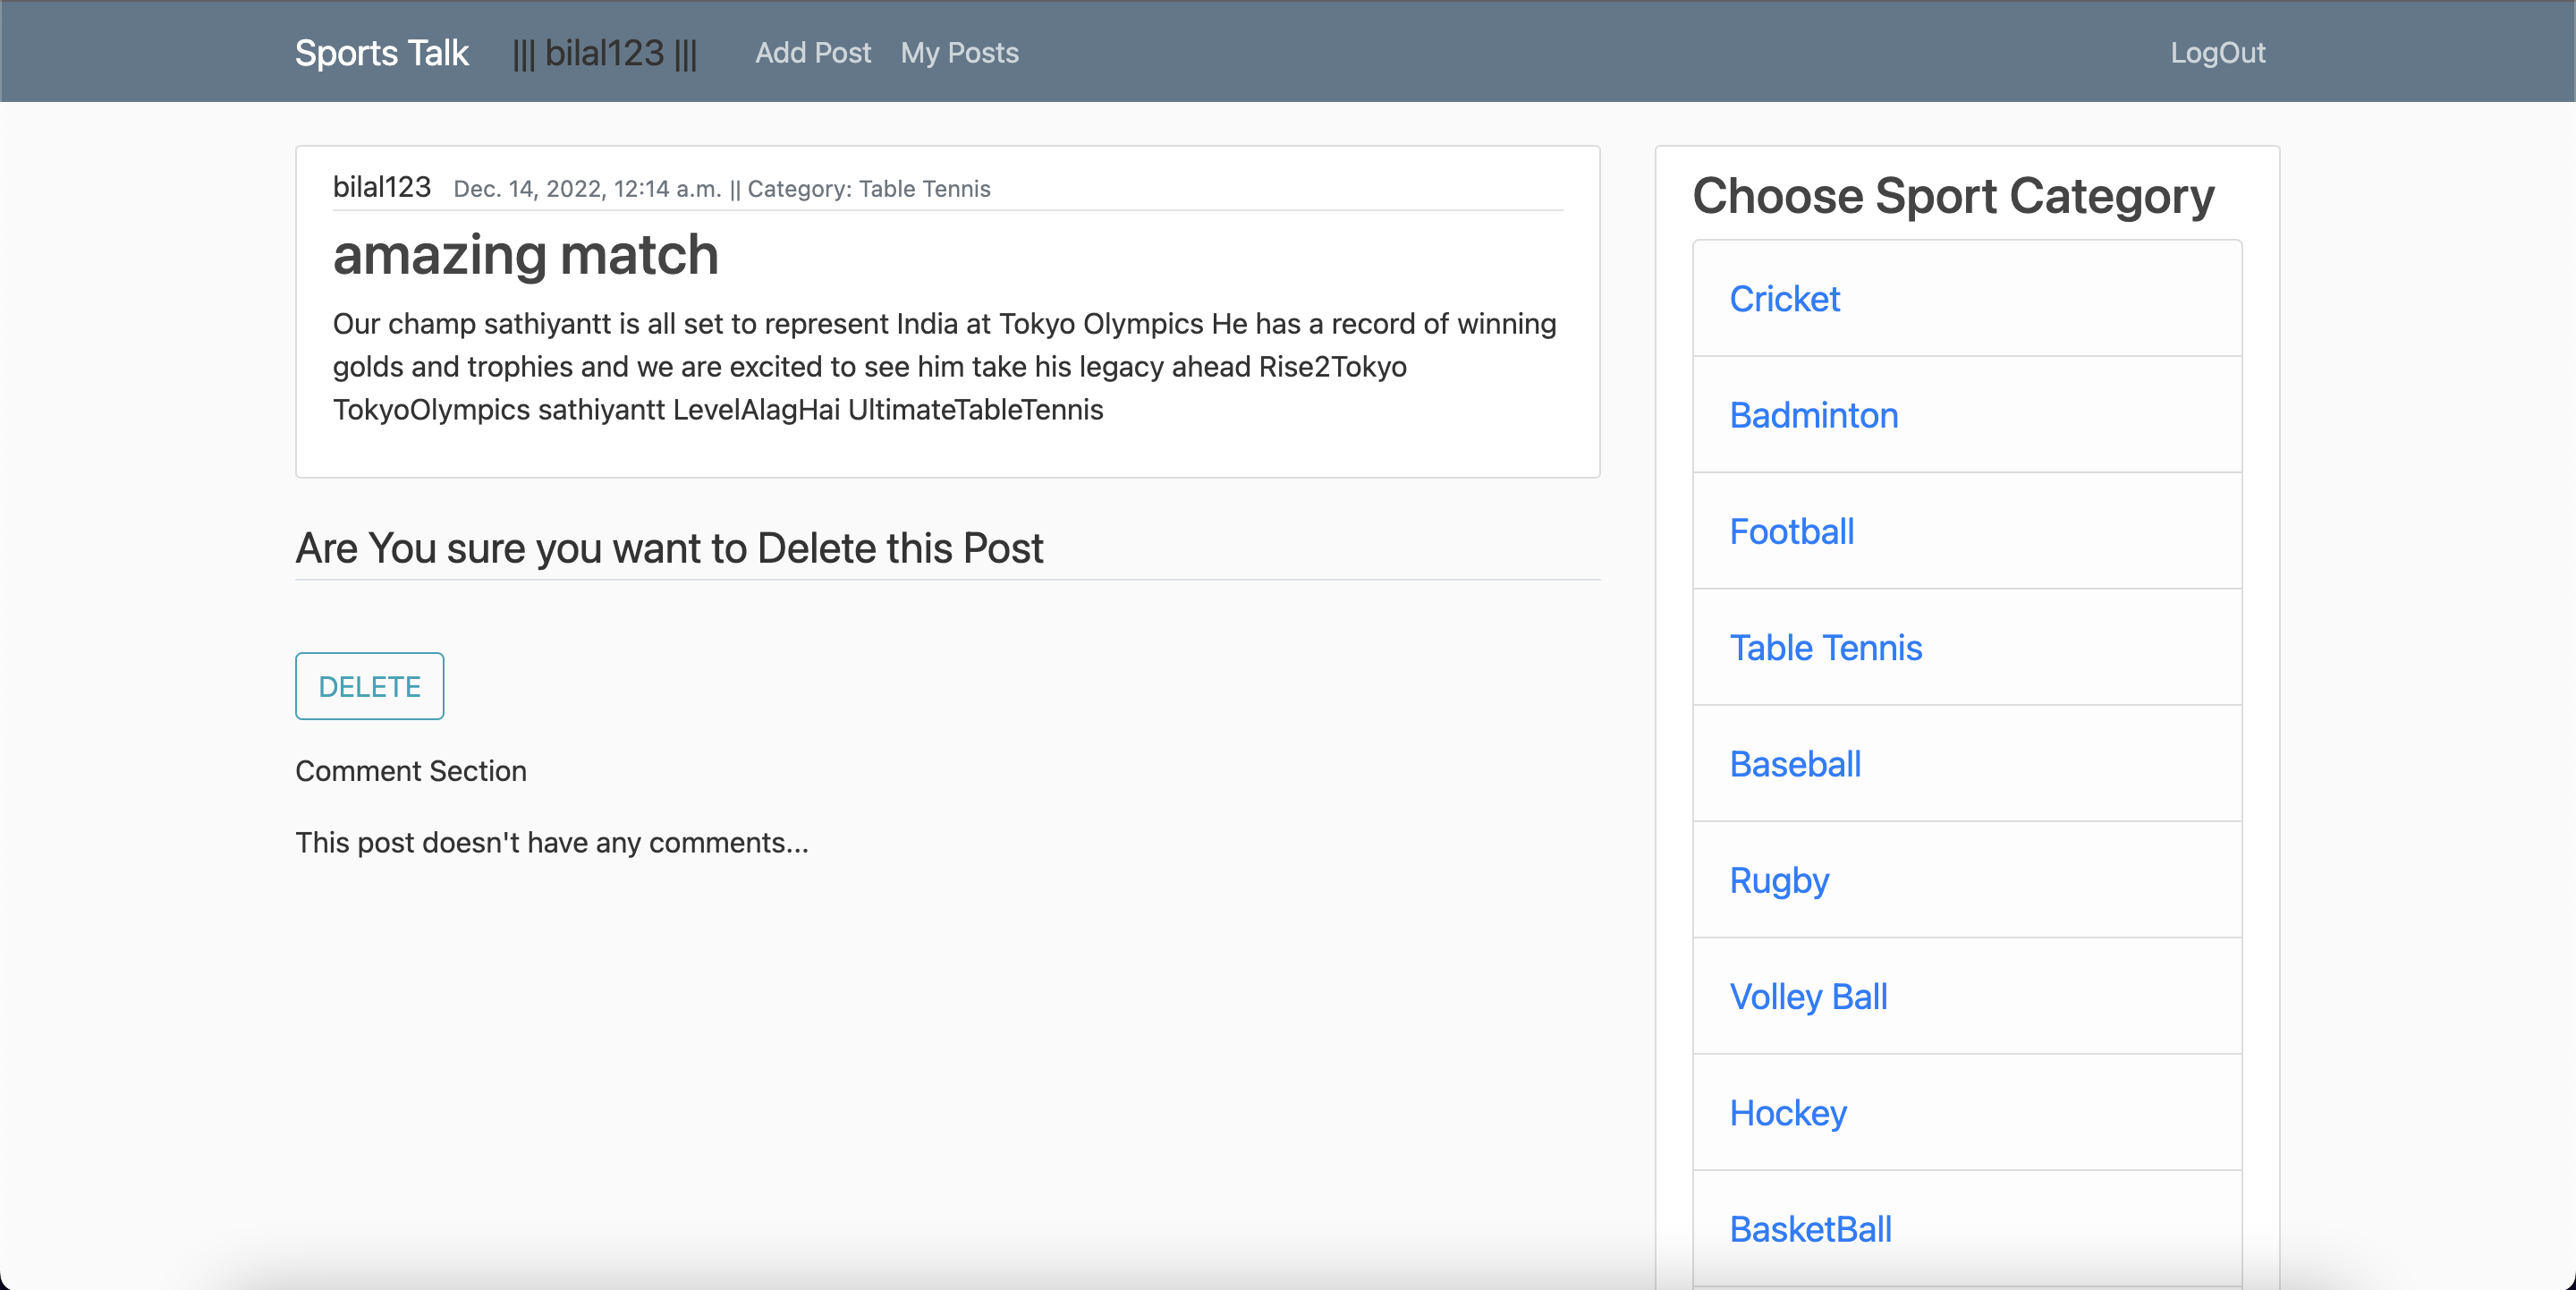 Sports Talk ||| bilal123 ||| Add Post My Posts LogOut
bilal123 Dec. 14, 2022, 12:14 a.m. || Category: Table Tennis
amazing match
Our champ sathiyantt is all set to represent India at Tokyo Olympics He has a record of winning
golds and trophies and we are excited to see him take his legacy ahead Rise2Tokyo
TokyoOlympics sathiyantt LevelAlagHai UltimateTableTennis
Are You sure you want to Delete this Post
DELETE
Comment Section
This post doesn't have any comments...
Choose Sport Category
Cricket
Badminton
Football
Table Tennis
Baseball
Rugby
Volley Ball
Hockey
BasketBall